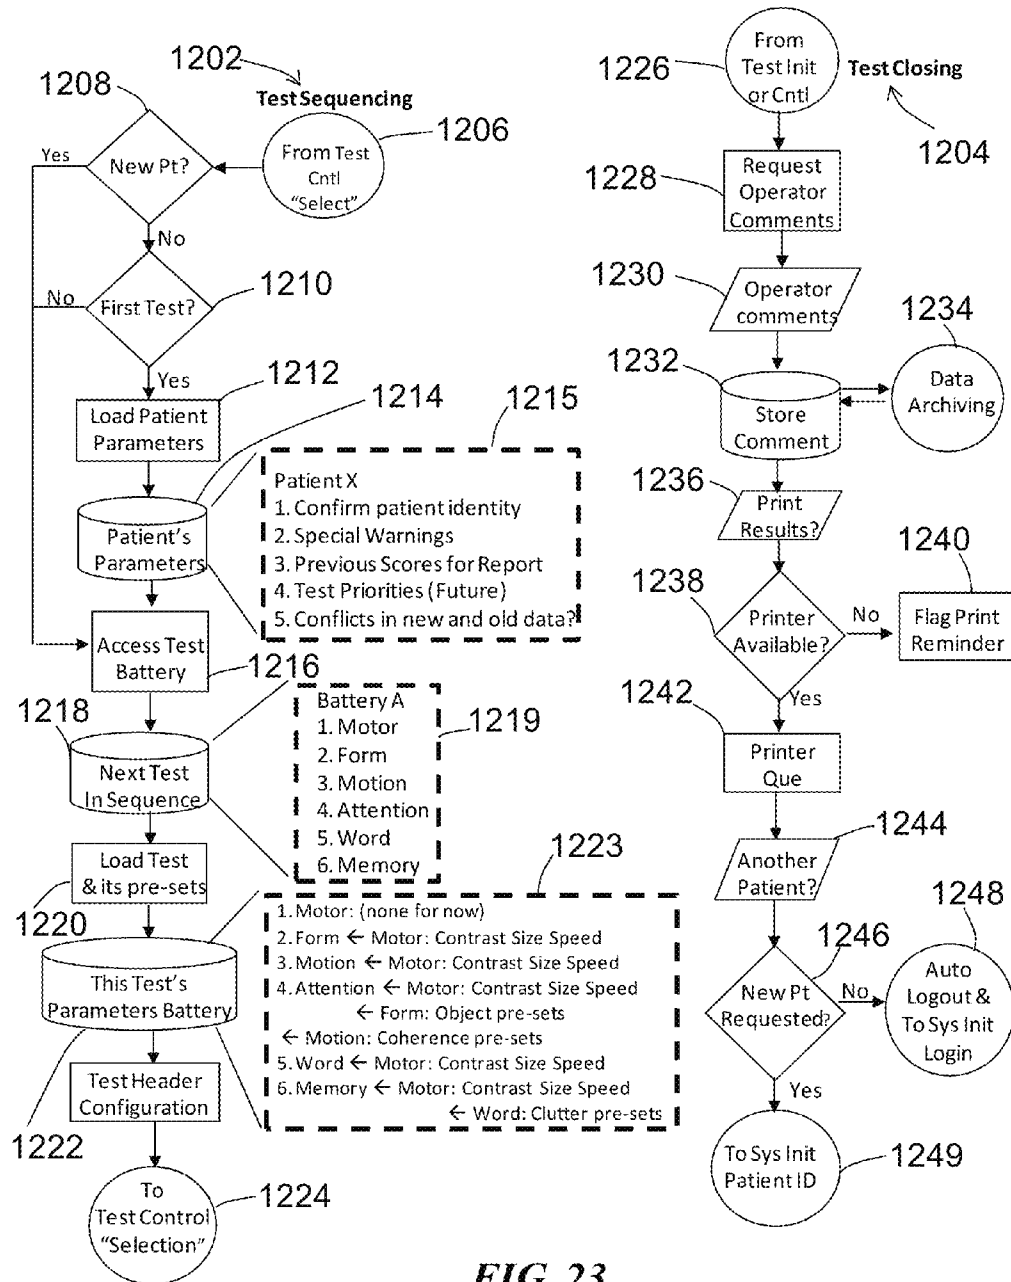 1202
1208
Test Sequencing
1206
Yes
New Pt?
From Test
Cntl
"Select"
No
First Test?
1210
No
Yes
1212
Load Patient
Parameters
1214
1215
Patient's
Parameters
Patient X
1. Confirm patient identity
2. Special Warnings
3. Previous Scores for Report
4. Test Priorities (Future)
5. Conflicts in new and old data?
Access Test
Battery
1216
1218
Next Test
In Sequence
Battery A
1. Motor
2. Form
3. Motion
4. Attention
5. Word
6. Memory
1219
Load Test
& its pre-sets
1220
1223
This Test's
Parameters Battery
1. Motor: (none for now)
2. Form ← Motor: Contrast Size Speed
3. Motion ← Motor: Contrast Size Speed
4. Attention ← Motor: Contrast Size Speed
← Form: Object pre-sets
← Motion: Coherence pre-sets
5. Word ← Motor: Contrast Size Speed
6. Memory ← Motor: Contrast Size Speed
← Word: Clutter pre-sets
Test Header
Configuration
1222
To
Test Control
"Selection"
1224
1226
From
Test Init
or Cntl
Test Closing
1204
1228
Request
Operator
Comments
1230
Operator
comments
1234
1232
Store
Comment
Data
Archiving
1236
Print
Results?
1240
1238
Printer
Available?
No
Flag Print
Reminder
Yes
1242
Printer
Que
1244
Another
Patient?
1248
1246
New Pt
Requested?
No
Auto
Logout &
To Sys Init
Login
Yes
To Sys Init
Patient ID
1249
FIG. 23